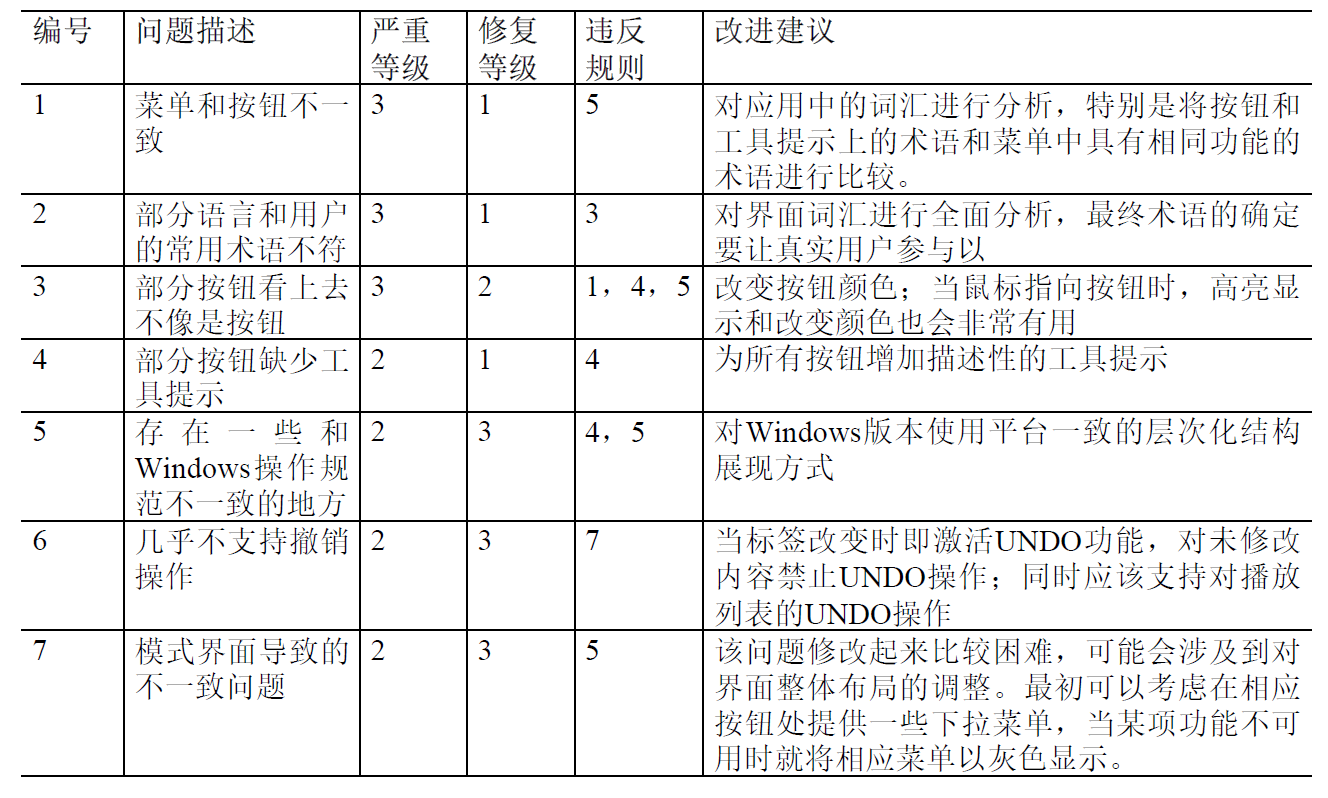 编号 问题描述 严重等级 修复等级 违反规则 改进建议
1 菜单和按钮不一致 3 1 5 对应用中的词汇进行分析，特别是将按钮和工具提示上的术语和菜单中具有相同功能的术语进行比较。
2 部分语言和用户的常用术语不符 3 1 3 对界面词汇进行全面分析，最终术语的确定要让真实用户参与以
3 部分按钮看上去不像是按钮 3 2 1，4，5 改变按钮颜色；当鼠标指向按钮时，高亮显示和改变颜色也会非常有用
4 部分按钮缺少工具提示 2 1 4 为所有按钮增加描述性的工具提示
5 存在一些和Windows操作规范不一致的地方 2 3 4，5 对Windows版本使用平台一致的层次化结构展现方式
6 几乎不支持撤销操作 2 3 7 当标签改变时即激活UNDO功能，对未修改内容禁止UNDO操作；同时应该支持对播放列表的UNDO操作
7 模式界面导致的不一致问题 2 3 5 该问题修改起来比较困难，可能会涉及到对界面整体布局的调整。最初可以考虑在相应按钮处提供一些下拉菜单，当某项功能不可用时就将相应菜单以灰色显示。